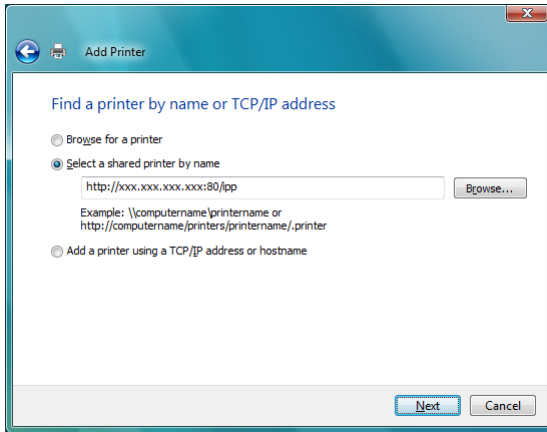 Add Printer
Find a printer by name or TCP/IP address
Browse for a printer
Select a shared printer by name
http://xxx.xxx.xxx.xxx:80/ipp
Browse...
Example: \\computername\printername or
http://computername/printers/printername/.printer
Add a printer using a TCP/IP address or hostname
Next
Cancel